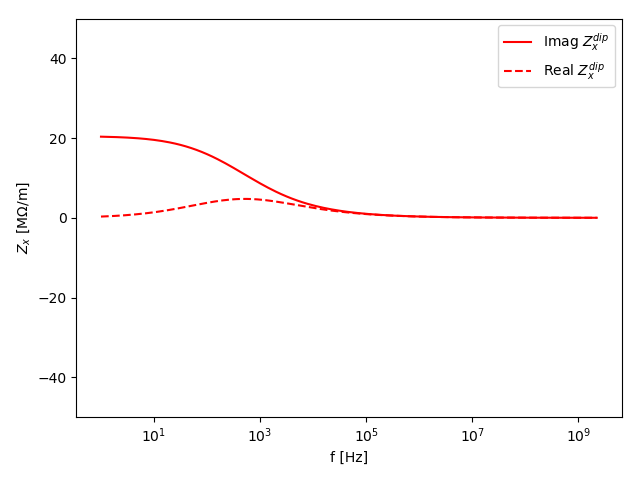 Imag $Z_x^{dip}$
Real $Z_x^{dip}$
40
20
0
−20
−40
$Z_x$ [MΩ/m]
$10^1$ $10^3$ $10^5$ $10^7$ $10^9$
f [Hz]